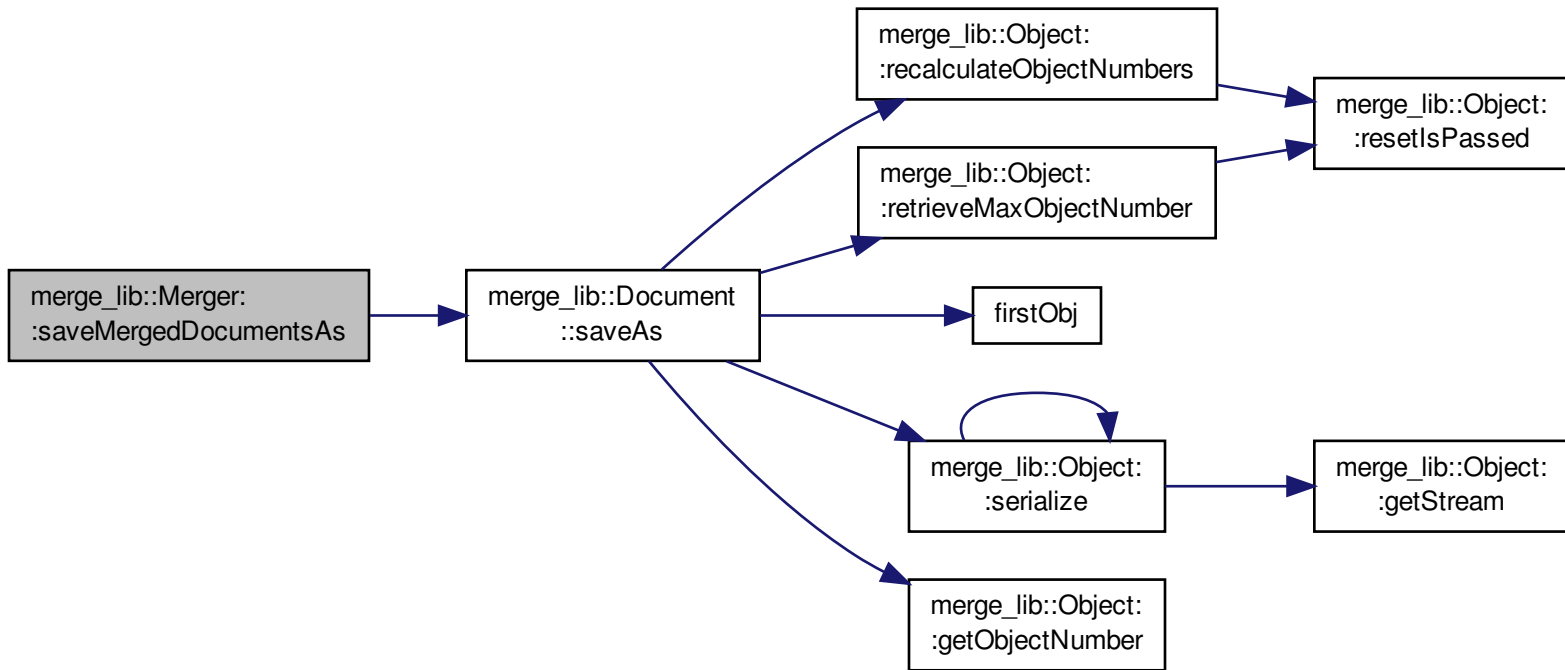 merge_lib::Merger:
:saveMergedDocumentsAs
merge_lib::Document
::saveAs
merge_lib::Object:
:recalculateObjectNumbers
merge_lib::Object:
:retrieveMaxObjectNumber
firstObj
merge_lib::Object:
:serialize
merge_lib::Object:
:getObjectNumber
merge_lib::Object:
:resetIsPassed
merge_lib::Object:
:getStream